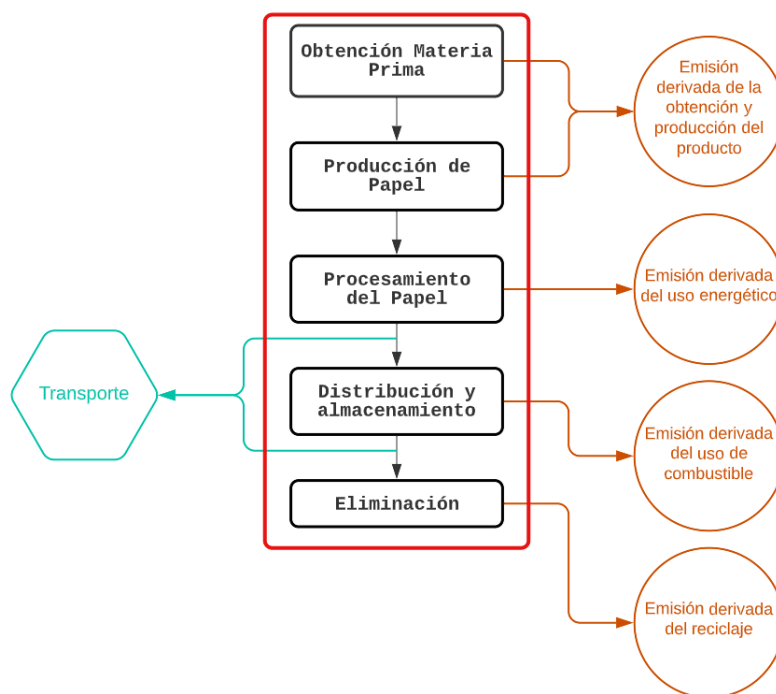 Obtención Materia
Prima
Emisión
derivada de la
obtención y
producción del
producto
Producción de
Papel
Procesamiento
del Papel
Emisión derivada
del uso energético
Transporte
Distribución y
almacenamiento
Emisión derivada
del uso de
combustible
Eliminación
Emisión derivada
del reciclaje